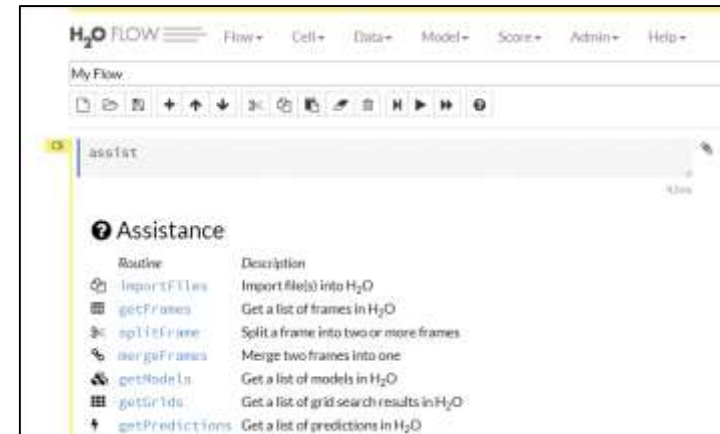 H2O FLOW Flow Cell Data Model Score Admin Help
My Flow
CS
assist
Assistance
Routine Description
importFiles Import file(s) into H2O
getFrames Get a list of frames in H2O
splitFrame Split a frame into two or more frames
mergeFrames Merge two frames into one
getModels Get a list of models in H2O
getGrids Get a list of grid search results in H2O
getPredictions Get a list of predictions in H2O